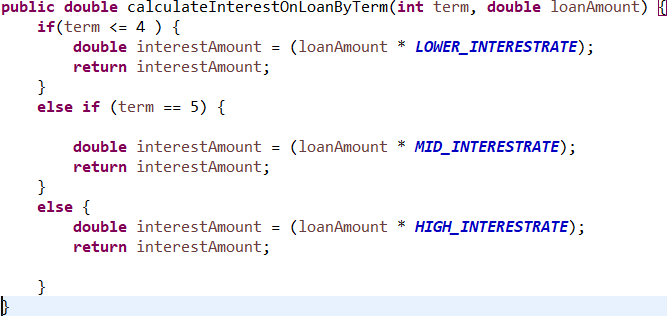 public double calculateInterestOnLoanByTerm(int term, double loanAmount) {
if(term <= 4 ) {
double interestAmount = (loanAmount * LOWER_INTERESTRATE);
return interestAmount;
}
else if (term == 5) {
double interestAmount = (loanAmount * MID_INTERESTRATE);
return interestAmount;
}
else {
double interestAmount = (loanAmount * HIGH_INTERESTRATE);
return interestAmount;
}
}